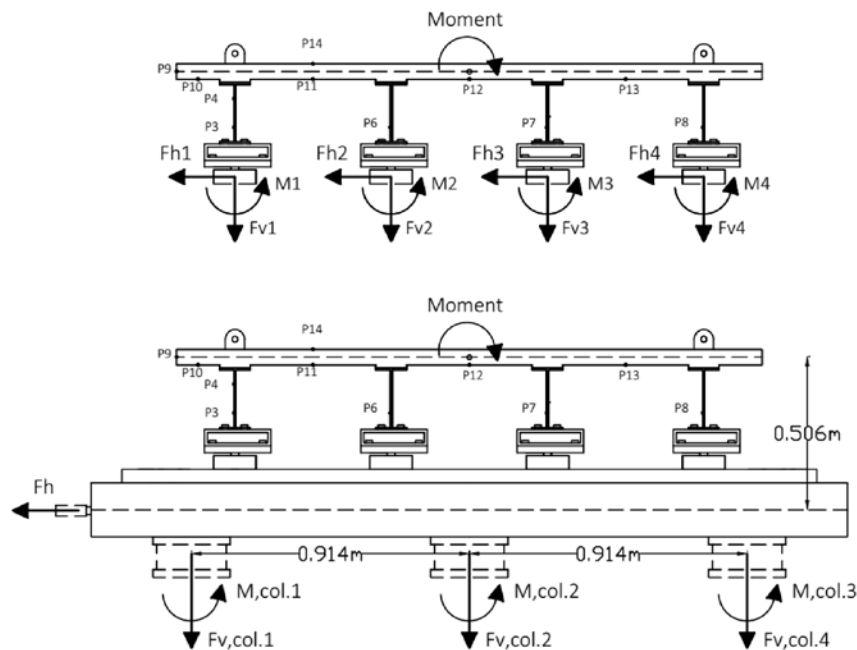 Moment
P14
P9
P10 P11 P12 P13
P4
P3 P6 P7 P8
Fh1 Fh2 Fh3 Fh4
M1 M2 M3 M4
Fv1 Fv2 Fv3 Fv4
Moment
P14
P9
P10 P11 P12 P13
P4
P3 P6 P7 P8
0.506m
Fh
0.914m 0.914m
M,col.1 M,col.2 M,col.3
Fv,col.1 Fv,col.2 Fv,col.4